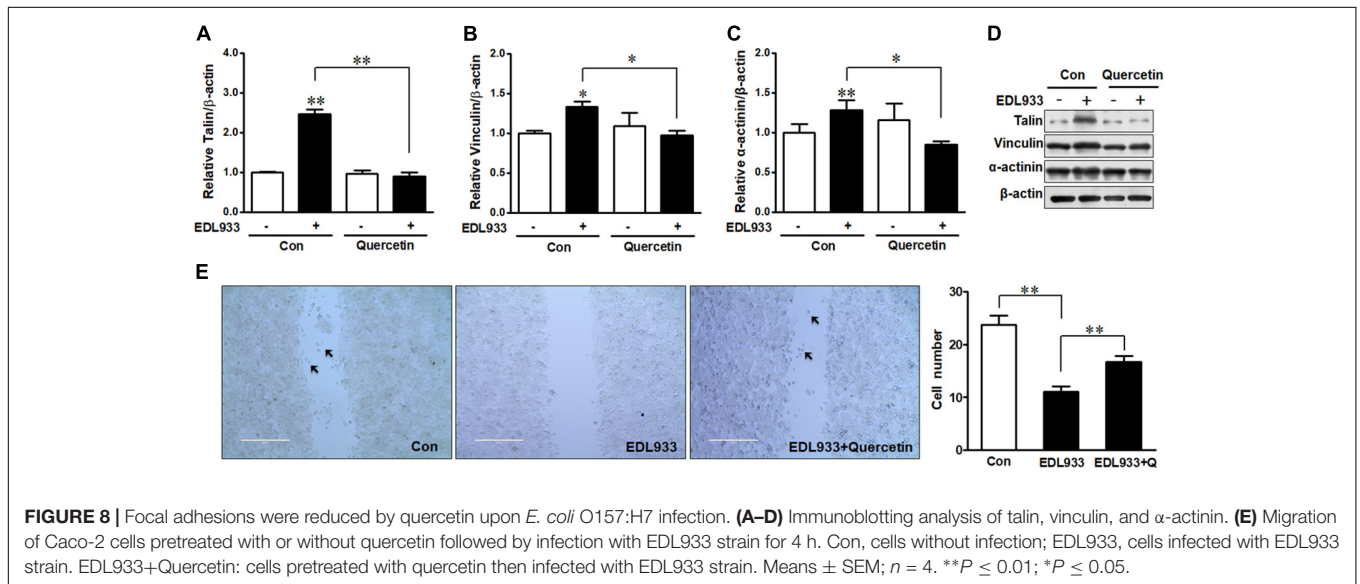 A
Relative Talin/β-actin
4.0
3.0
2.0
1.0
0.0
**
**
EDL933
-
+
-
+
Con
Quercetin
B
Relative Vinculin/β-actin
2.0
1.5
1.0
0.5
0.0
*
*
EDL933
-
+
-
+
Con
Quercetin
C
Relative α-actinin/β-actin
2.0
1.5
1.0
0.5
0.0
*
**
EDL933
-
+
-
+
Con
Quercetin
D
Con Quercetin
EDL933 - + - +
Talin
Vinculin
α-actinin
β-actin
E
Con
EDL933
EDL933+Quercetin
Cell number
30
20
10
0
**
**
Con
EDL933
EDL933+Q
FIGURE 8 | Focal adhesions were reduced by quercetin upon E. coli O157:H7 infection. (A–D) Immunoblotting analysis of talin, vinculin, and α-actinin. (E) Migration
of Caco-2 cells pretreated with or without quercetin followed by infection with EDL933 strain for 4 h. Con, cells without infection; EDL933, cells infected with EDL933
strain. EDL933+Quercetin: cells pretreated with quercetin then infected with EDL933 strain. Means ± SEM; n = 4. **P ≤ 0.01; *P ≤ 0.05.